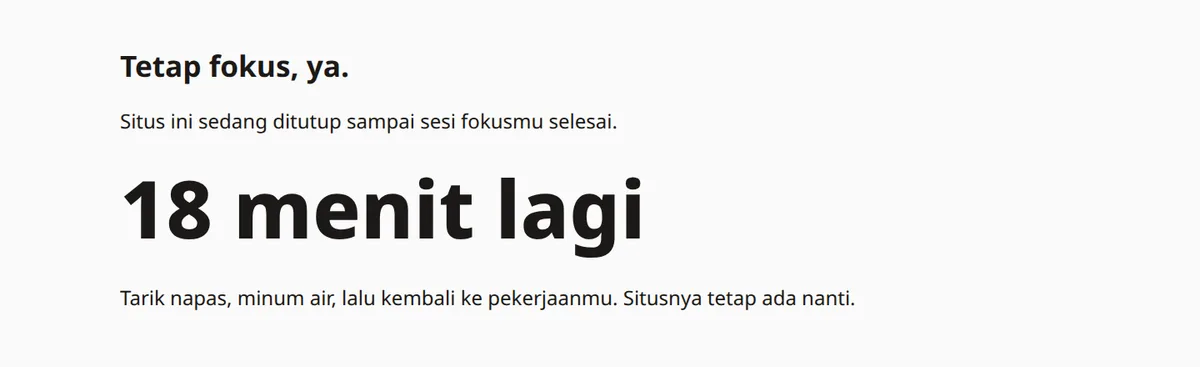 Tetap fokus, ya.
Situs ini sedang ditutup sampai sesi fokusmu selesai.
18 menit lagi
Tarik napas, minum air, lalu kembali ke pekerjaanmu. Situsnya tetap ada nanti.